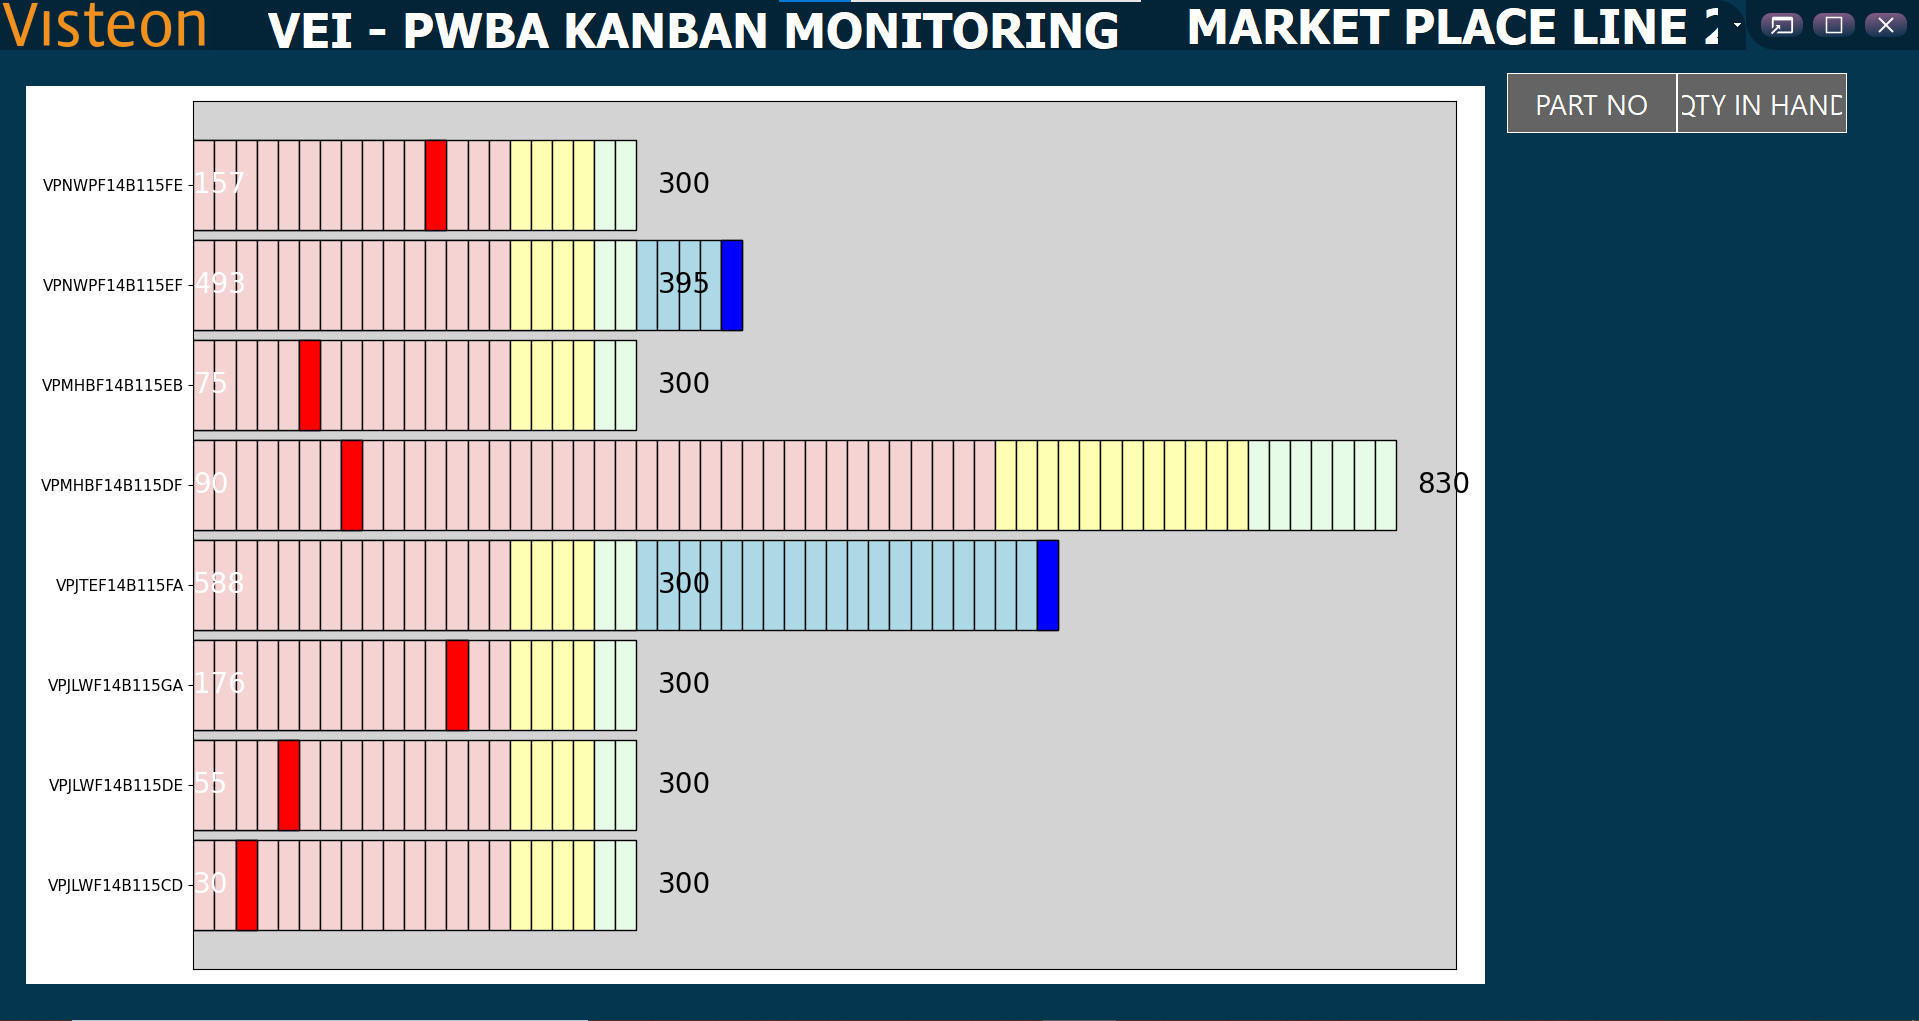 Visteon
VEI - PWBA KANBAN MONITORING
MARKET PLACE LINE 2
PART NO
QTY IN HAND
VPNWPF14B115FE 157 300
VPNWPF14B115EF 493 395
VPMHBF14B115EB 75 300
VPMHBF14B115DF 90 830
VPJTEF14B115FA 588 300
VPJLWF14B115GA 176 300
VPJLWF14B115DE 55 300
VPJLWF14B115CD 30 300